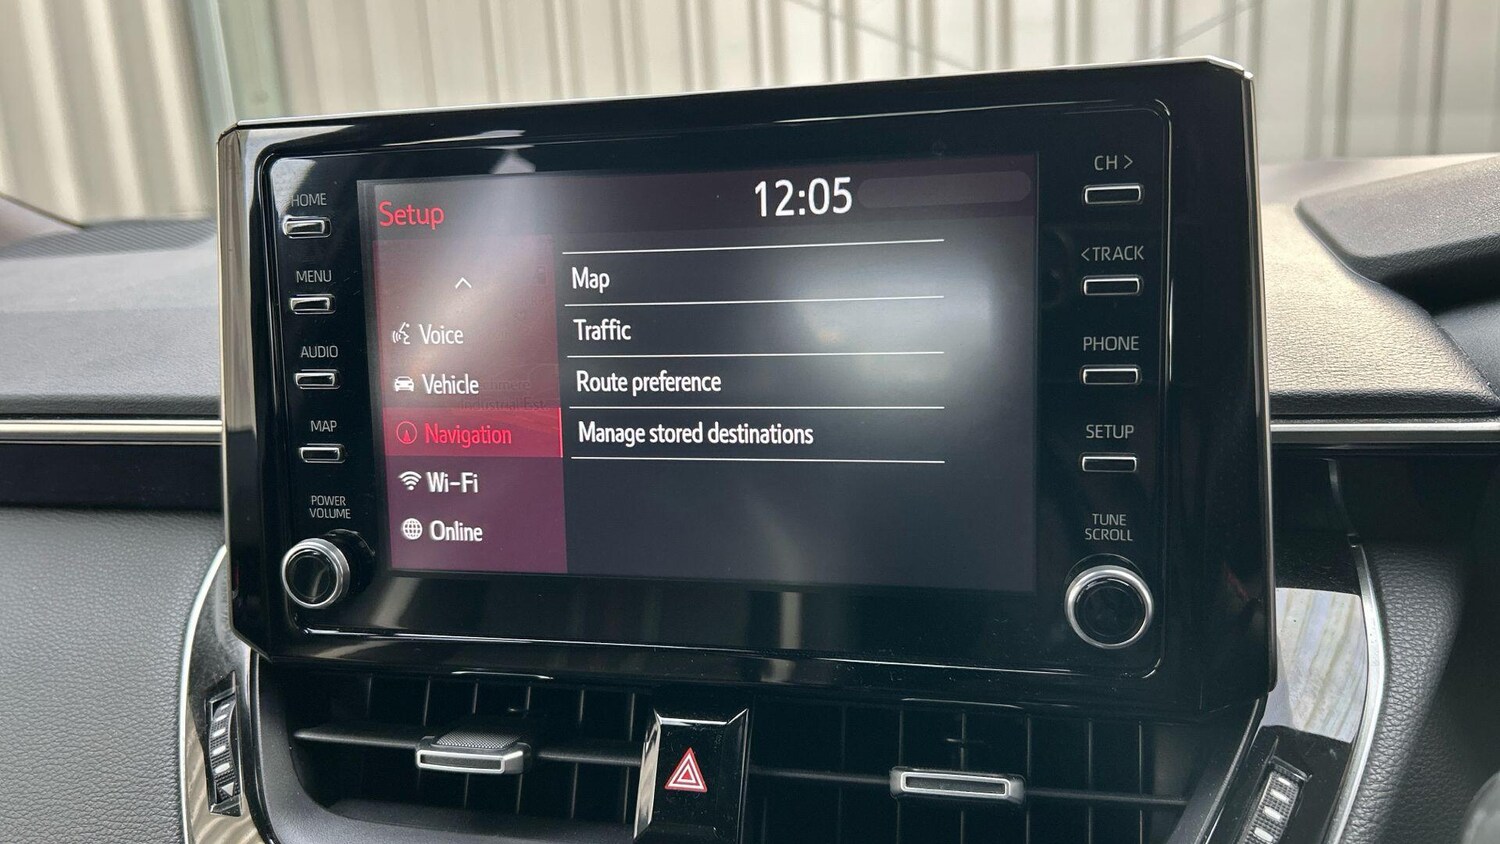 HOME
MENU
AUDIO
MAP
POWER
VOLUME
Setup
12:05
Voice
Vehicle
Navigation
Wi-Fi
Online
Map
Traffic
Route preference
Manage stored destinations
CH >
< TRACK
PHONE
SETUP
TUNE
SCROLL